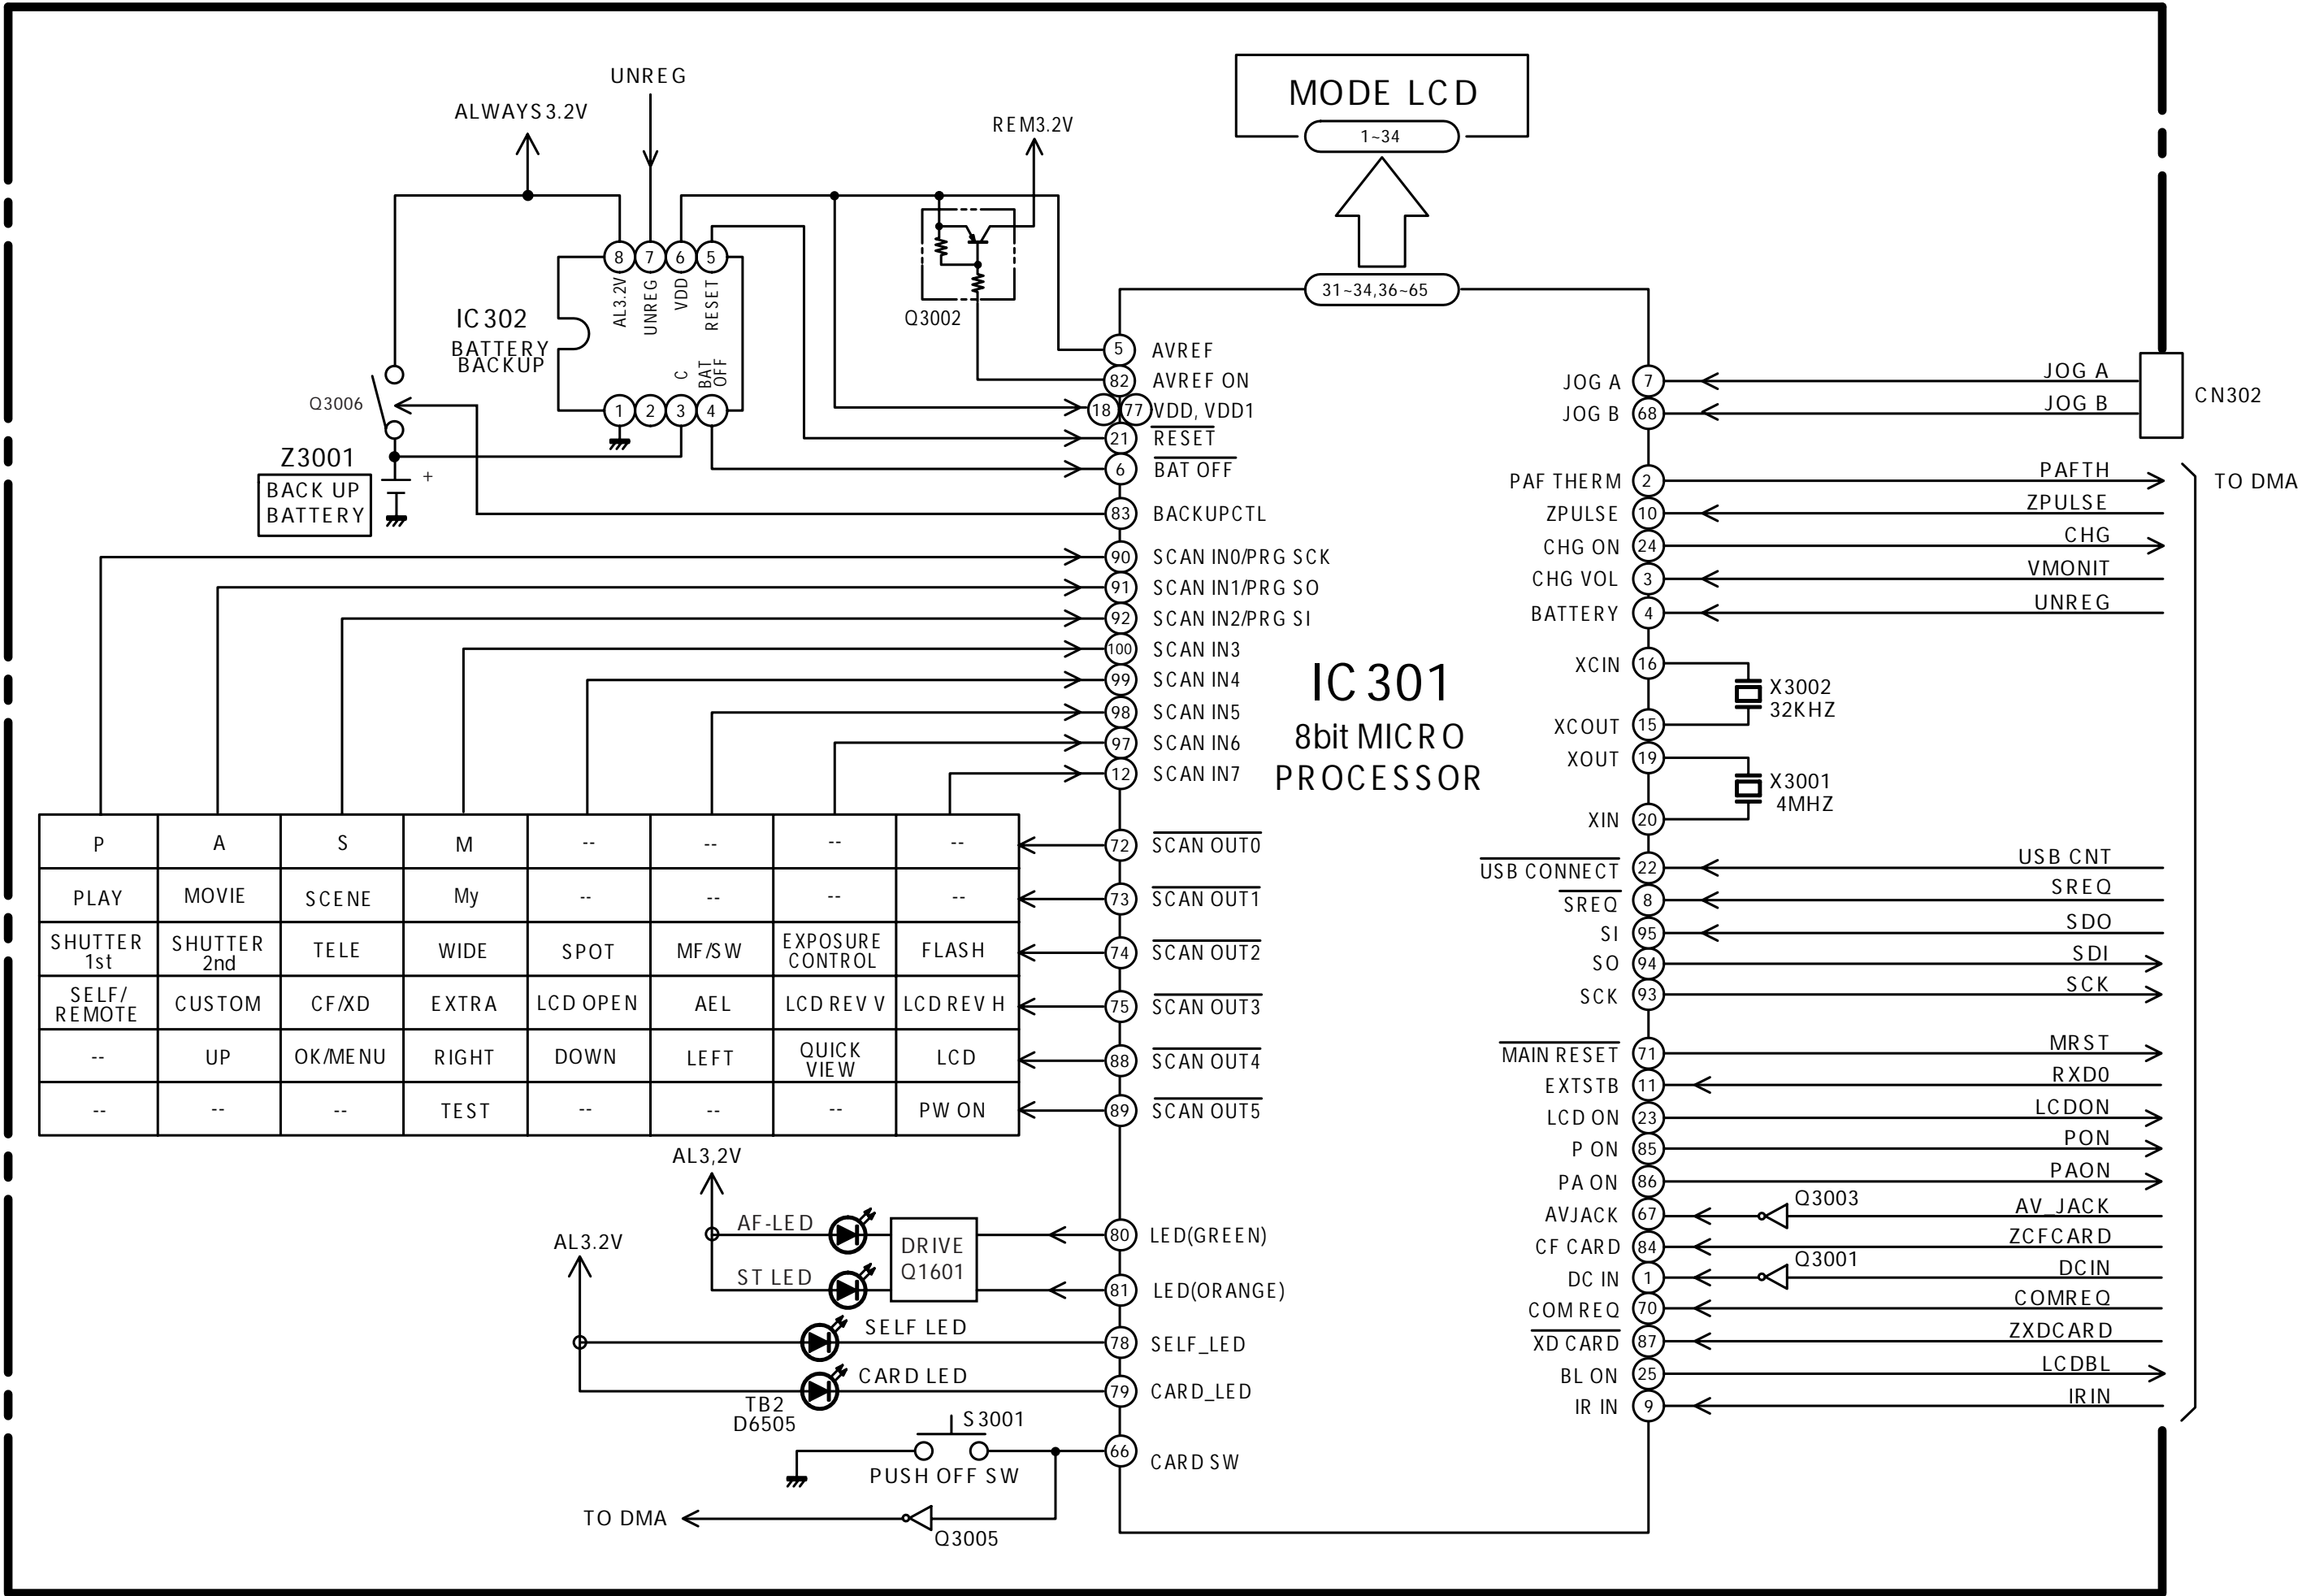 UNREG
ALWAYS3.2V
REM3.2V
MODE LCD
1~34
8
7
6
5
AL3.2V
UNREG
VDD
RESET
IC302
BATTERY
BACKUP
C
BAT
OFF
1
2
3
4
Q3002
Q3006
Z3001
BACK UP
BATTERY
+
31~34,36~65
5 AVREF
82 AVREF ON
18 77 VDD, VDD1
21 RESET
6 BAT OFF
83 BACKUPCTL
90 SCAN IN0/PRG SCK
91 SCAN IN1/PRG SO
92 SCAN IN2/PRG SI
100 SCAN IN3
99 SCAN IN4
98 SCAN IN5
97 SCAN IN6
12 SCAN IN7
IC301
8bit MICRO
PROCESSOR
P A S M -- -- -- --
72 SCAN OUT0
PLAY MOVIE SCENE My -- -- -- --
73 SCAN OUT1
SHUTTER
1st
SHUTTER
2nd
TELE
WIDE
SPOT
MF/SW
EXPOSURE
CONTROL
FLASH
74 SCAN OUT2
SELF/
REMOTE
CUSTOM
CF/XD
EXTRA
LCD OPEN
AEL
LCD REV V
LCD REV H
75 SCAN OUT3
--
UP
OK/MENU
RIGHT
DOWN
LEFT
QUICK
VIEW
LCD
88 SCAN OUT4
-- -- -- TEST -- -- -- PW ON
89 SCAN OUT5
AL3,2V
AF-LED
ST LED
DRIVE
Q1601
80 LED(GREEN)
81 LED(ORANGE)
AL3.2V
SELF LED
78 SELF_LED
CARD LED
79 CARD_LED
TB2
D6505
S3001
PUSH OFF SW
66 CARD SW
TO DMA
Q3005
JOG A 7 JOG A
JOG B 68 JOG B
CN302
PAF THERM 2 PAFTH
TO DMA
ZPULSE 10 ZPULSE
CHG ON 24 CHG
CHG VOL 3 VMONIT
BATTERY 4 UNREG
XCIN 16
X3002
32KHZ
XCOUT 15
XOUT 19
X3001
4MHZ
XIN 20
USB CONNECT 22 USB CNT
SREQ 8 SREQ
SI 95 SDO
SO 94 SDI
SCK 93 SCK
MAIN RESET 71 MRST
EXTSTB 11 RXD0
LCD ON 23 LCDON
P ON 85 PON
PA ON 86 PAON
AVJACK 67 Q3003 AV_JACK
CF CARD 84 ZCFCARD
DC IN 1 Q3001 DCIN
COM REQ 70 COMREQ
XD CARD 87 ZXDCARD
BL ON 25 LCDBL
IR IN 9 IRIN